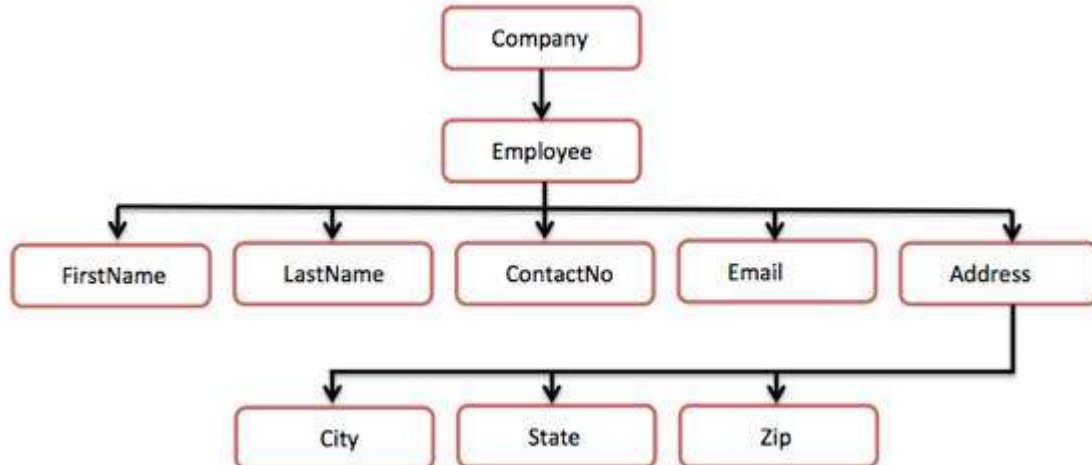 Company
Employee
FirstName
LastName
ContactNo
Email
Address
City
State
Zip